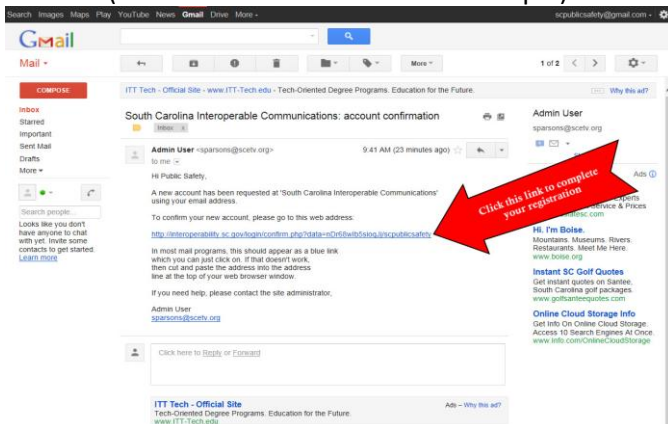 Search Images Maps Play YouTube News Gmail Drive More
scpublicsafety@gmail.com
Gmail
Mail
More
1 of 2
COMPOSE
Inbox
Starred
Important
Sent Mail
Drafts
More
Search people...
Looks like you don't
have anyone to chat
with yet. Invite some
contacts to get started.
Learn more
ITT Tech - Official Site - www.ITT-Tech.edu - Tech-Oriented Degree Programs. Education for the Future.
Why this ad?
South Carolina Interoperable Communications: account confirmation
Inbox x
Admin User <sparsons@scetv.org>
9:41 AM (23 minutes ago)
to me
Hi Public Safety,
A new account has been requested at 'South Carolina Interoperable Communications'
using your email address.
To confirm your new account, please go to this web address:
In most mail programs, this should appear as a blue link
which you can just click on. If that doesn't work,
then cut and paste the address into the address
line at the top of your web browser window.
If you need help, please contact the site administrator,
Admin User
sparsons@scetv.org
Click here to Reply or Forward
ITT Tech - Official Site
Ads – Why this ad?
Tech-Oriented Degree Programs. Education for the Future.
www.ITT-Tech.edu
Admin User
sparsons@scetv.org
Click this link to complete
your registration
Ads
Experts
Service & Prices
Hi. I'm Boise.
Mountains. Museums. Rivers.
Restaurants. Meet Me Here.
www.boise.org
Instant SC Golf Quotes
Get instant quotes on Santee,
South Carolina golf packages.
www.golfsanteequotes.com
Online Cloud Storage Info
Get Info On Online Cloud Storage.
Access 10 Search Engines At Once.
www.info.com/OnlineCloudStorage